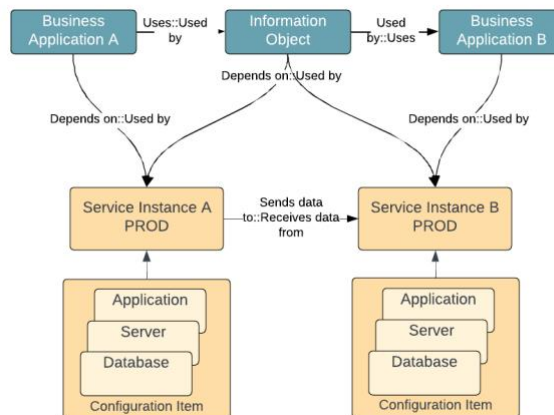 Business
Application A
Uses::Used
by
Information
Object
Used
by::Uses
Business
Application B
Depends on::Used by
Depends on::Used by
Depends on::Used by
Service Instance A
PROD
Sends data
to::Receives data
from
Service Instance B
PROD
Application
Server
Database
Configuration Item
Application
Server
Database
Configuration Item